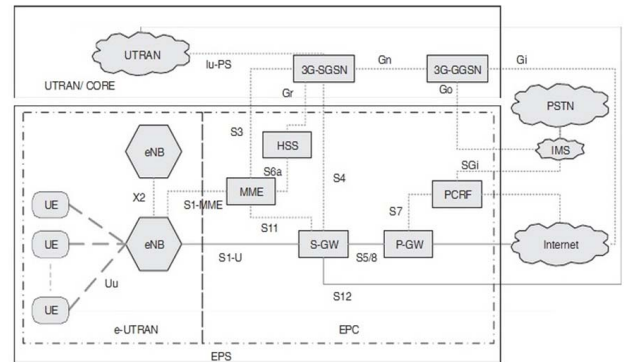 UTRAN
Iu-PS
3G-SGSN
Gn
3G-GGSN
Gi
UTRAN/ CORE
Gr
Go
PSTN
eNB
S3
HSS
IMS
S6a
S4
SGi
UE
X2
S1-MME
MME
S7
PCRF
S11
UE
eNB
S1-U
S-GW
S5/8
P-GW
Internet
Uu
S12
UE
e-UTRAN
EPC
EPS